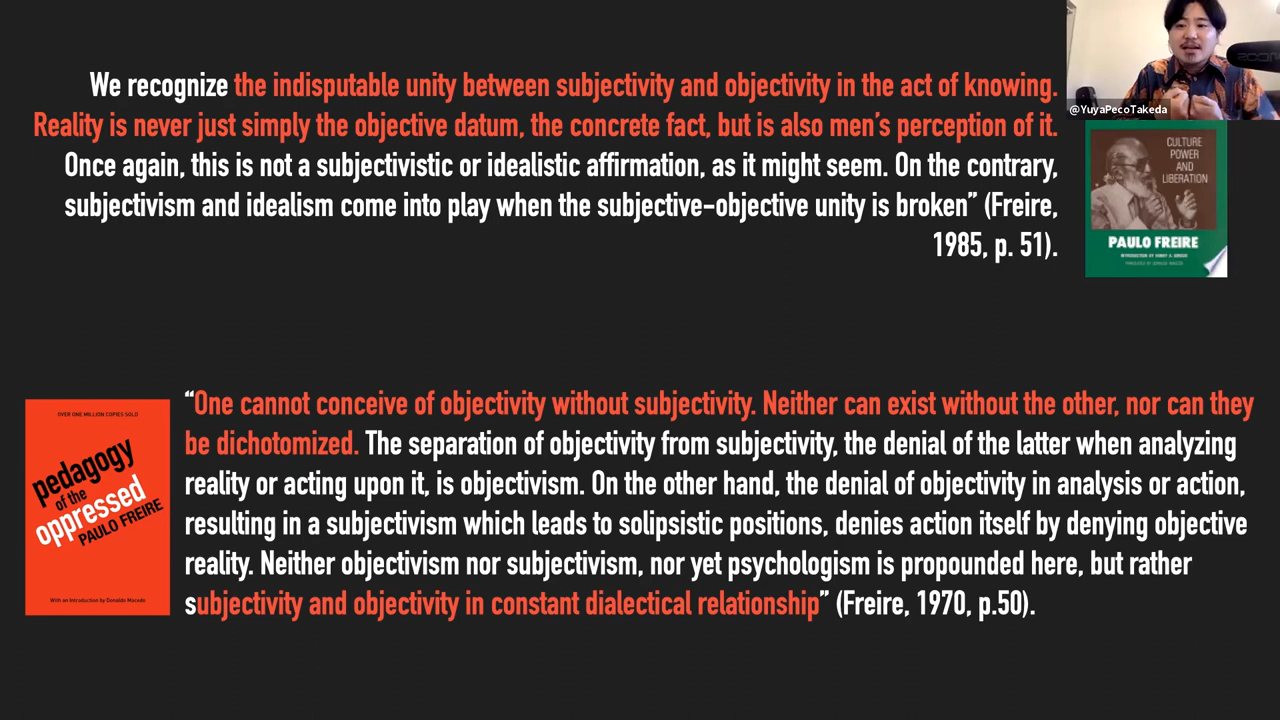 We recognize the indisputable unity between subjectivity and objectivity in the act of knowing.
Reality is never just simply the objective datum, the concrete fact, but is also men's perception of it.
Once again, this is not a subjectivistic or idealistic affirmation, as it might seem. On the contrary,
subjectivism and idealism come into play when the subjective-objective unity is broken” (Freire,
1985, p. 51).
@YuyaPecoTakeda
CULTURE
POWER
AND
LIBERATION
PAULO FREIRE
INTRODUCTION BY HENRY A. GIROUX
TRANSLATED BY DONALDO MACEDO
OVER ONE MILLION COPIES SOLD
pedagogy
of the
oppressed
PAULO FREIRE
With an Introduction by Donaldo Macedo
“One cannot conceive of objectivity without subjectivity. Neither can exist without the other, nor can they
be dichotomized. The separation of objectivity from subjectivity, the denial of the latter when analyzing
reality or acting upon it, is objectivism. On the other hand, the denial of objectivity in analysis or action,
resulting in a subjectivism which leads to solipsistic positions, denies action itself by denying objective
reality. Neither objectivism nor subjectivism, nor yet psychologism is propounded here, but rather
subjectivity and objectivity in constant dialectical relationship” (Freire, 1970, p.50).